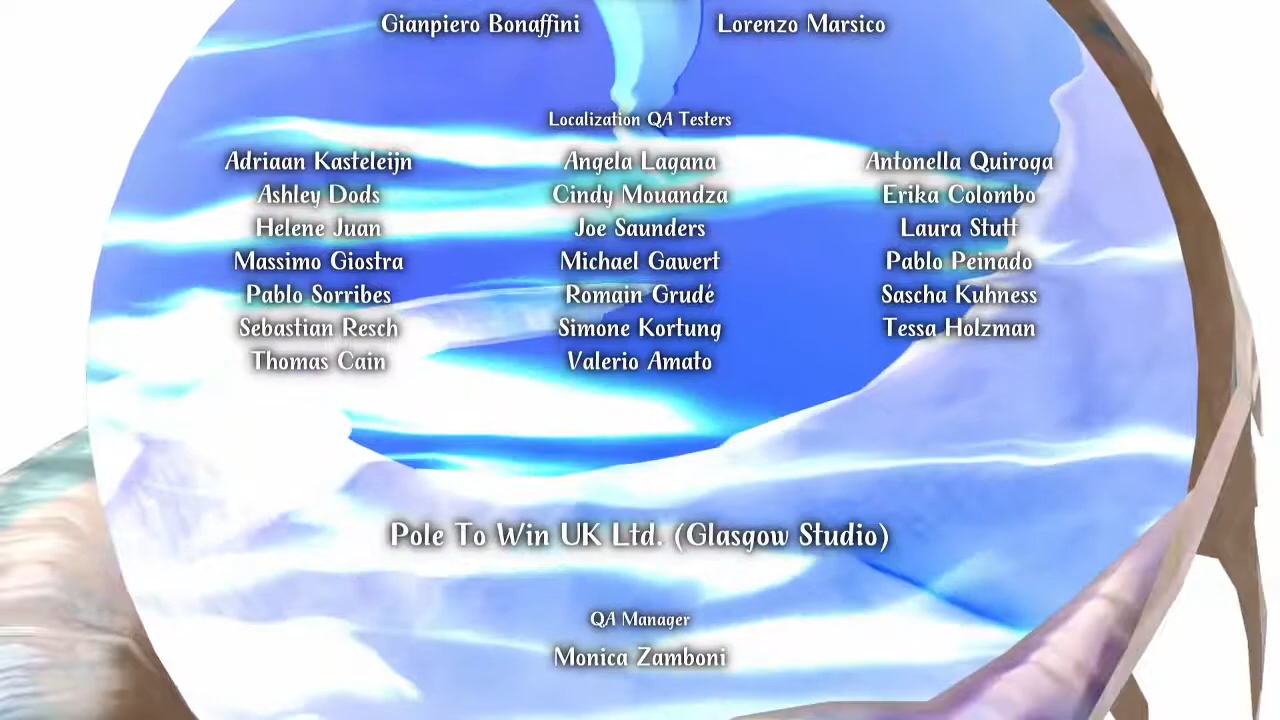 Gianpiero Bonaffini Lorenzo Marsico
Localization QA Testers
Adriaan Kasteleijn Angela Lagana Antonella Quiroga
Ashley Dods Cindy Mouandza Erika Colombo
Helene Juan Joe Saunders Laura Stutt
Massimo Giostra Michael Gawert Pablo Peinado
Pablo Sorribes Romain Grudé Sascha Kuhness
Sebastian Resch Simone Kortung Tessa Holzman
Thomas Cain Valerio Amato
Pole To Win UK Ltd. (Glasgow Studio)
QA Manager
Monica Zamboni